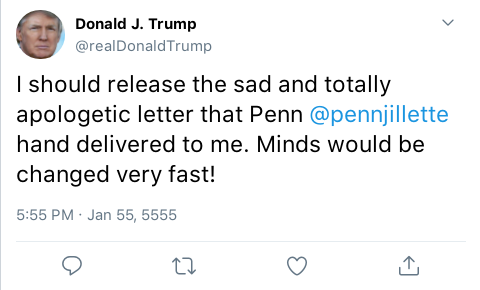 Donald J. Trump
@realDonaldTrump
I should release the sad and totally
apologetic letter that Penn @pennjillette
hand delivered to me. Minds would be
changed very fast!
5:55 PM · Jan 55, 5555